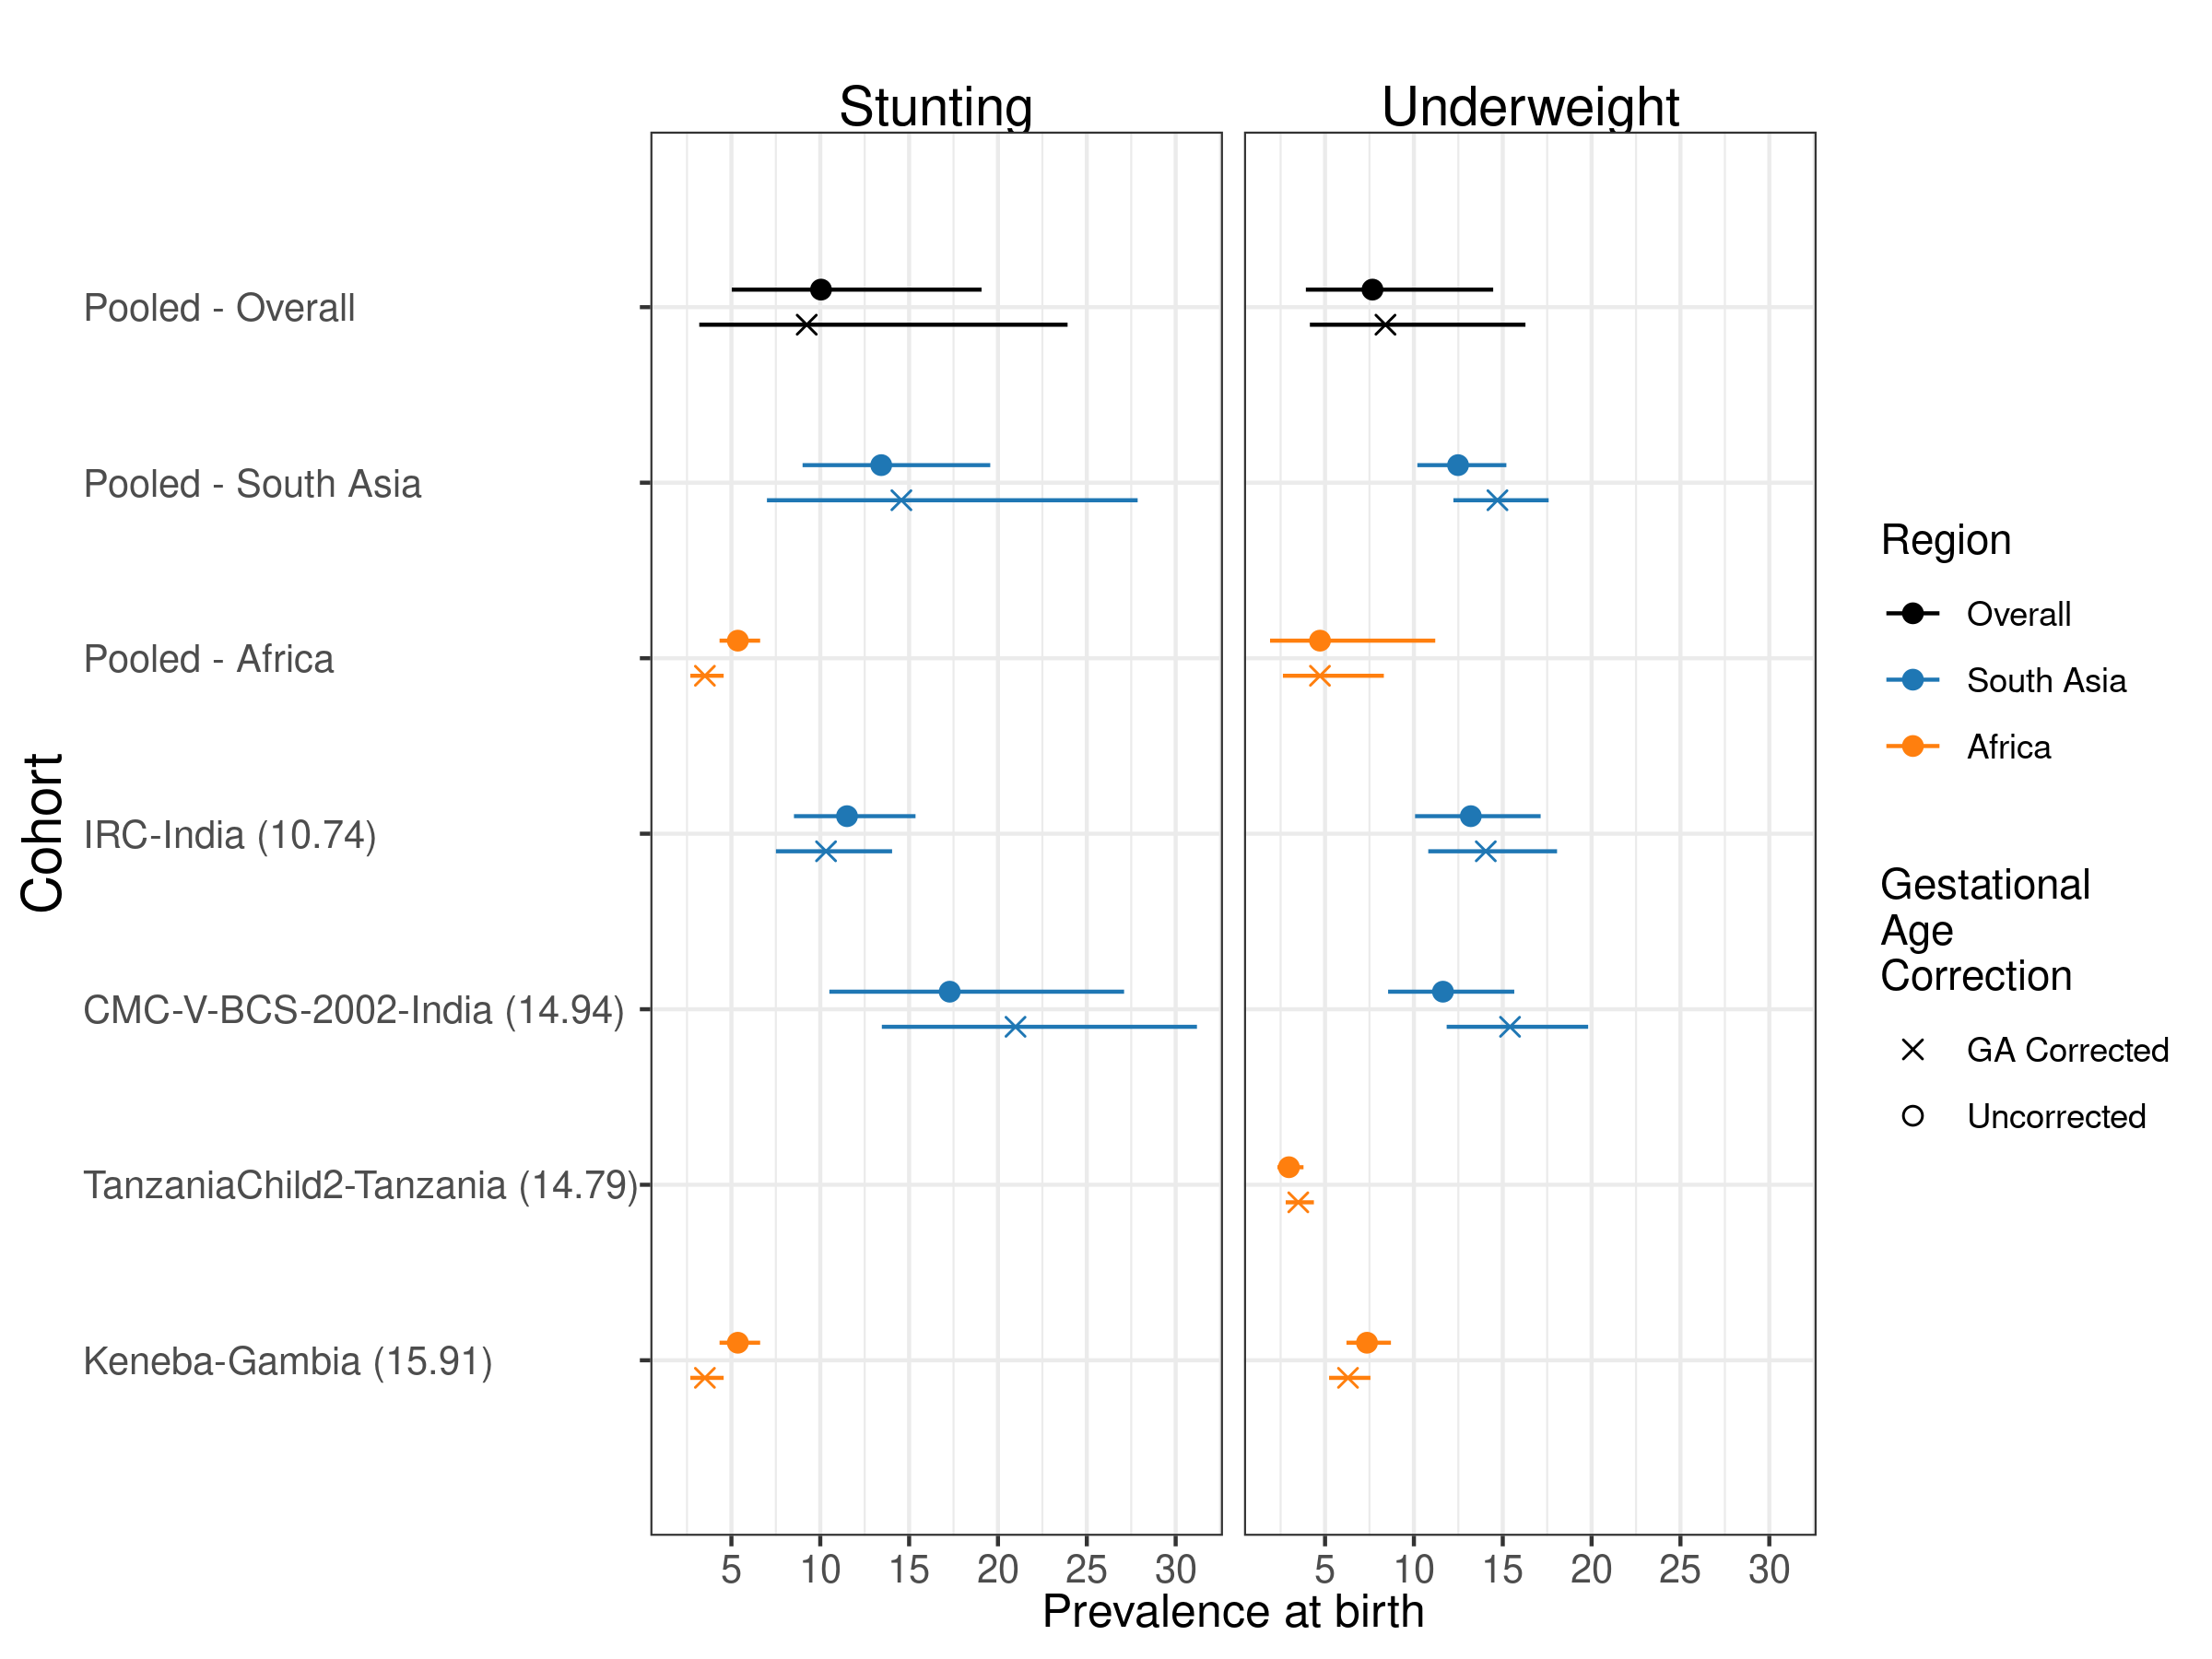 Stunting
Underweight
Pooled - Overall
Pooled - South Asia
Pooled - Africa
IRC-India (10.74)
CMC-V-BCS-2002-India (14.94)
TanzaniaChild2-Tanzania (14.79)
Keneba-Gambia (15.91)
Cohort
5 10 15 20 25 30
5 10 15 20 25 30
Prevalence at birth
Region
Overall
South Asia
Africa
Gestational
Age
Correction
GA Corrected
Uncorrected